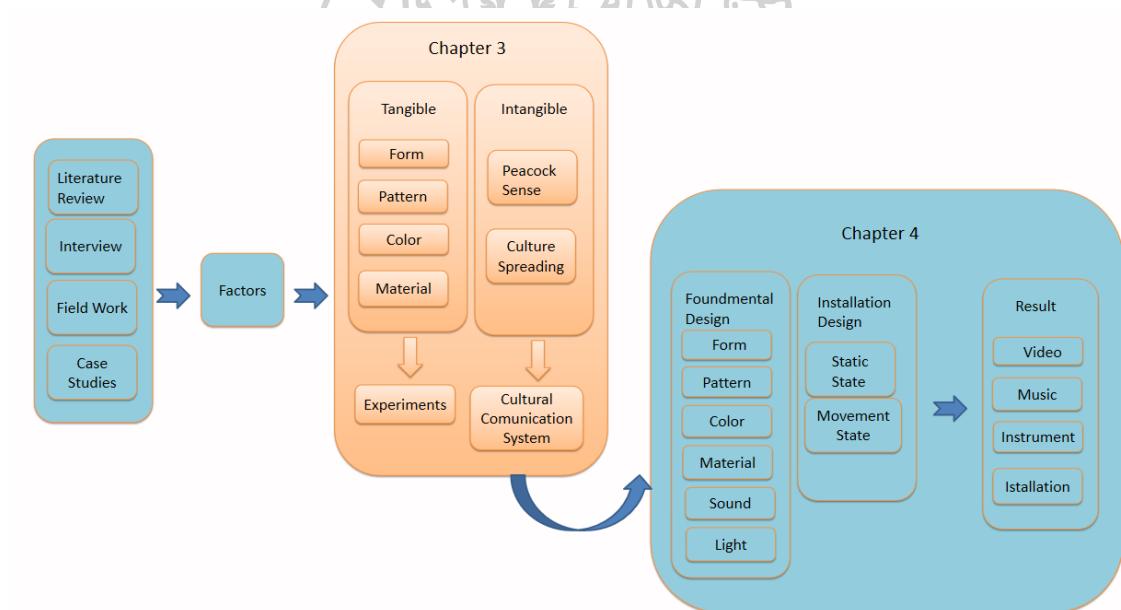 Literature
Review
Interview
Field Work
Case
Studies
Factors
Chapter 3
Tangible
Form
Pattern
Color
Material
Experiments
Intangible
Peacock
Sense
Culture
Spreading
Cultural
Comunication
System
Chapter 4
Foundmental
Design
Form
Pattern
Color
Material
Sound
Light
Installation
Design
Static
State
Movement
State
Result
Video
Music
Instrument
Istallation